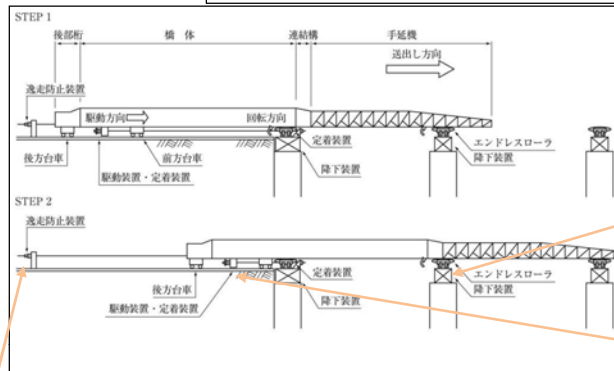 STEP 1
後部桁
橋 体
連結構
手延機
送出し方向
逸走防止装置
駆動方向
回転方向
定着装置
エンドレスローラ
降下装置
後方台車
前方台車
降下装置
駆動装置・定着装置
STEP 2
逸走防止装置
後方台車
定着装置
エンドレスローラ
降下装置
駆動装置・定着装置
降下装置